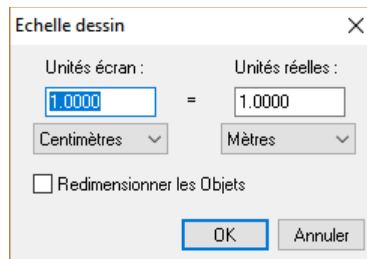 Echelle dessin
Unités écran : Unités réelles :
1.0000 = 1.0000
Centimètres Mètres
Redimensionner les Objets
OK Annuler